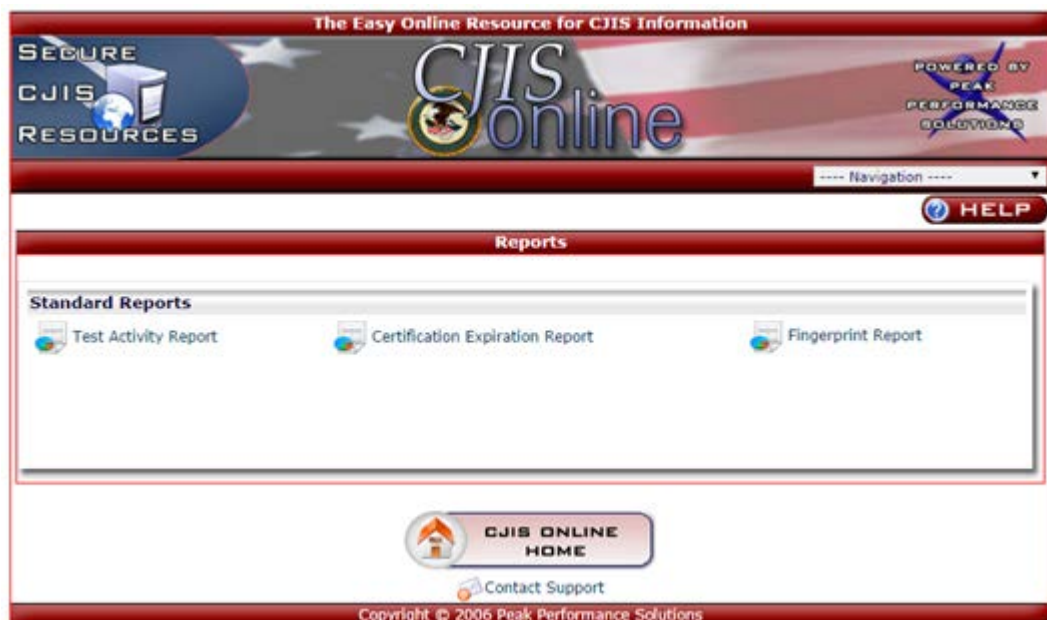 The Easy Online Resource for CJIS Information
SECURE
CJIS
RESOURCES
CJIS
online
POWERED BY
PEAK
PERFORMANCE
SOLUTIONS
---- Navigation ----
? HELP
Reports
Standard Reports
Test Activity Report
Certification Expiration Report
Fingerprint Report
CJIS ONLINE
HOME
Contact Support
Copyright © 2006 Peak Performance Solutions